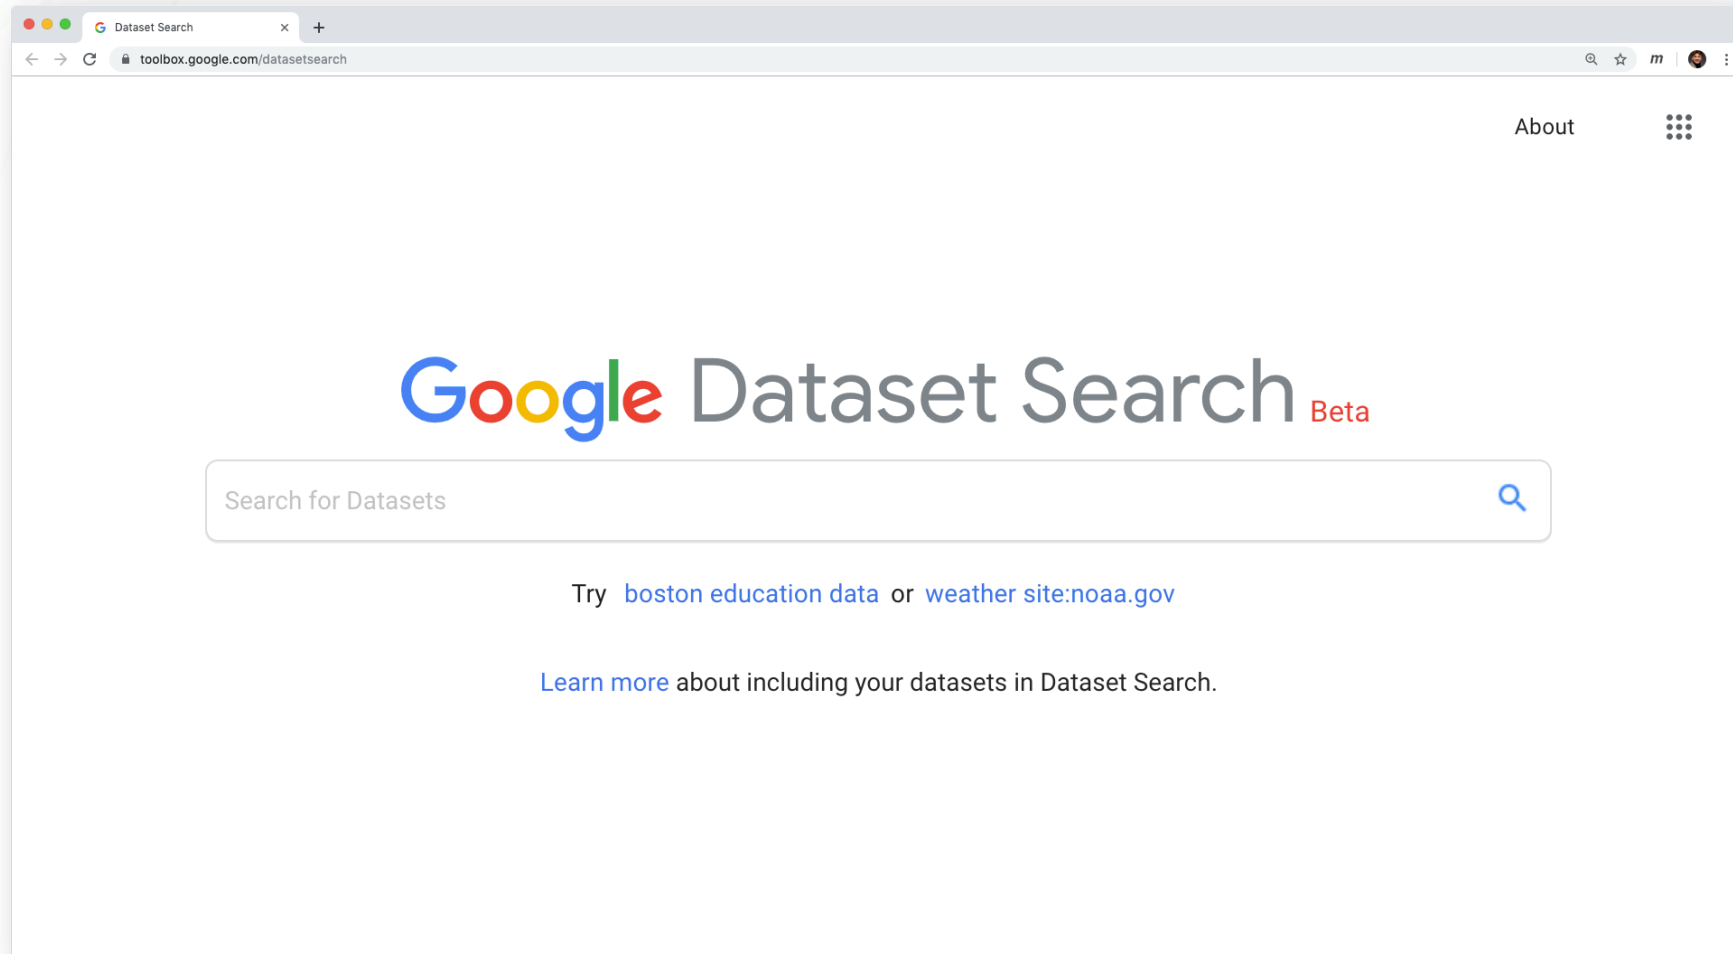 Dataset Search
toolbox.google.com/datasetsearch
m
About
Google Dataset Search Beta
Search for Datasets
Try boston education data or weather site:noaa.gov
Learn more about including your datasets in Dataset Search.